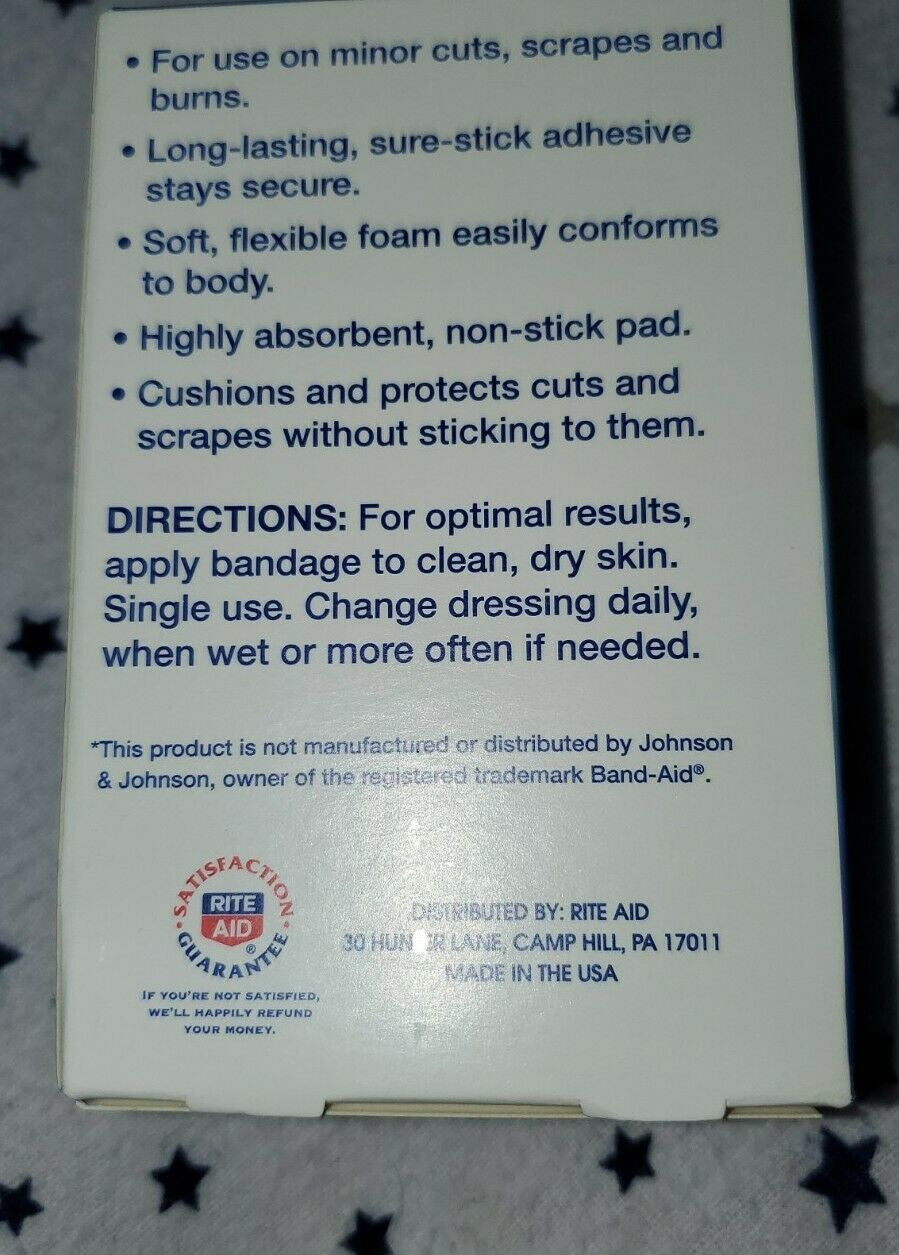 • For use on minor cuts, scrapes and
burns.
• Long-lasting, sure-stick adhesive
stays secure.
• Soft, flexible foam easily conforms
to body.
• Highly absorbent, non-stick pad.
• Cushions and protects cuts and
scrapes without sticking to them.
DIRECTIONS: For optimal results,
apply bandage to clean, dry skin.
Single use. Change dressing daily,
when wet or more often if needed.
*This product is not manufactured or distributed by Johnson
& Johnson, owner of the registered trademark Band-Aid®.
SATISFACTION
RITE
AID®
GUARANTEE
IF YOU'RE NOT SATISFIED,
WE'LL HAPPILY REFUND
YOUR MONEY.
DISTRIBUTED BY: RITE AID
30 LANE, CAMP HILL, PA 17011
MADE IN THE USA